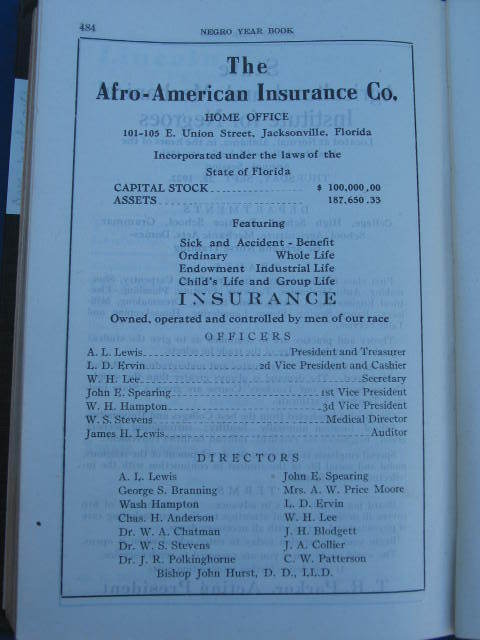 484
NEGRO YEAR BOOK
The
Afro-American Insurance Co.
HOME OFFICE
101-105 E. Union Street, Jacksonville, Florida
Incorporated under the laws of the
State of Florida
CAPITAL STOCK $ 100,000,00
ASSETS 187,650.33
Featuring
Sick and Accident - Benefit
Ordinary Whole Life
Endowment Industrial Life
Child's Life and Group Life
INSURANCE
Owned, operated and controlled by men of our race
OFFICERS
A. L. Lewis President and Treasurer
L. D. Ervin 2d Vice President and Cashier
W. H. Lee Secretary
John E. Spearing 1st Vice President
W. H. Hampton 3d Vice President
W. S. Stevens Medical Director
James H. Lewis Auditor
DIRECTORS
A. L. Lewis John E. Spearing
George S. Branning Mrs. A. W. Price Moore
Wash Hampton L. D. Ervin
Chas. H. Anderson W. H. Lee
Dr. W. A. Chatman J. H. Blodgett
Dr. W. S. Stevens J. A. Collier
Dr. J. R. Polkinghorne C. W. Patterson
Bishop John Hurst, D. D., LL.D.